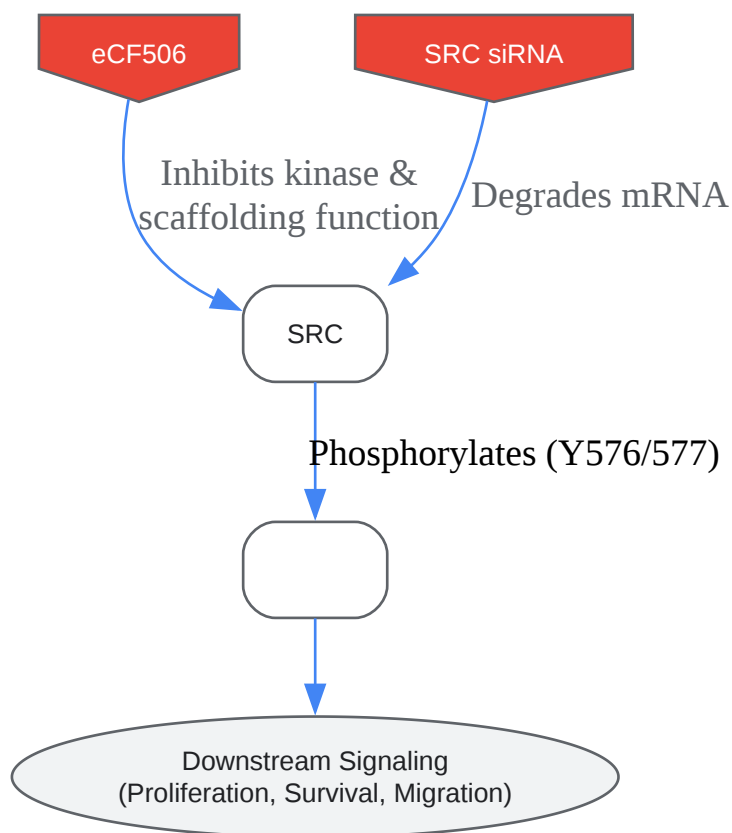 eCF506
SRC siRNA
Inhibits kinase &
scaffolding function
Degrades mRNA
SRC
Phosphorylates (Y576/577)
Downstream Signaling
(Proliferation, Survival, Migration)